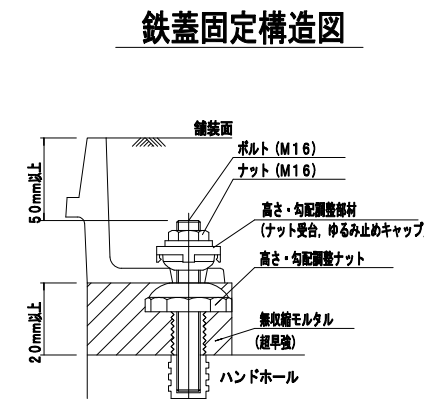 鉄蓋固定構造図
舗装面
ボルト(M16)
ナット(M16)
50mm以上
高さ・勾配調整部材
(ナット受台,ゆるみ止めキャップ
高さ・勾配調整ナット
20mm以上
無収縮モルタル
(超早強)
ハンドホール